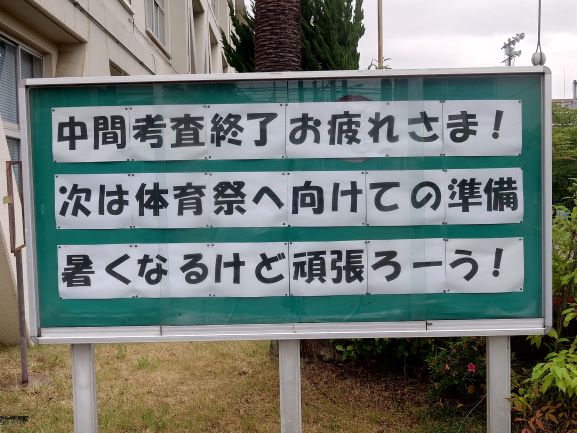 中間考査終了お疲れさま！
次は体育祭へ向けての準備
暑くなるけど頑張ろーう！